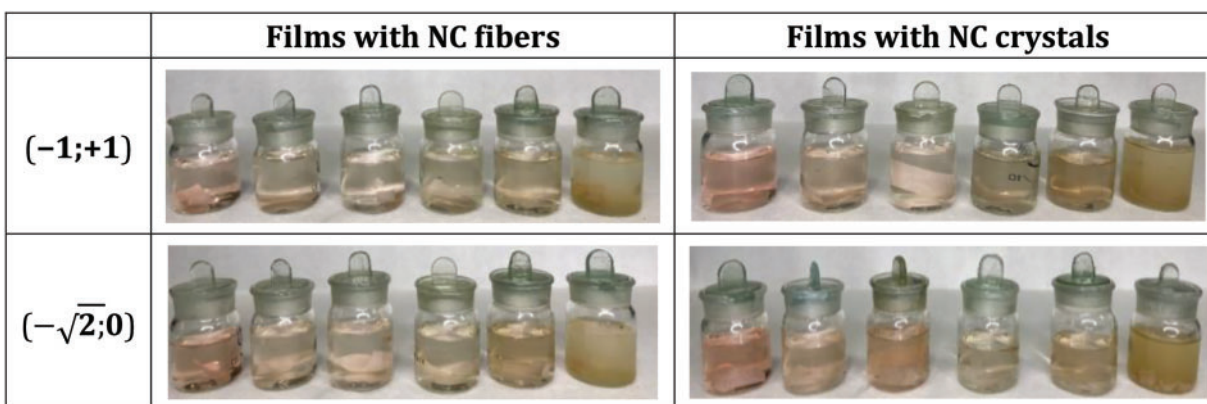 Films with NC fibers
Films with NC crystals
(−1;+1)
(−√2;0)